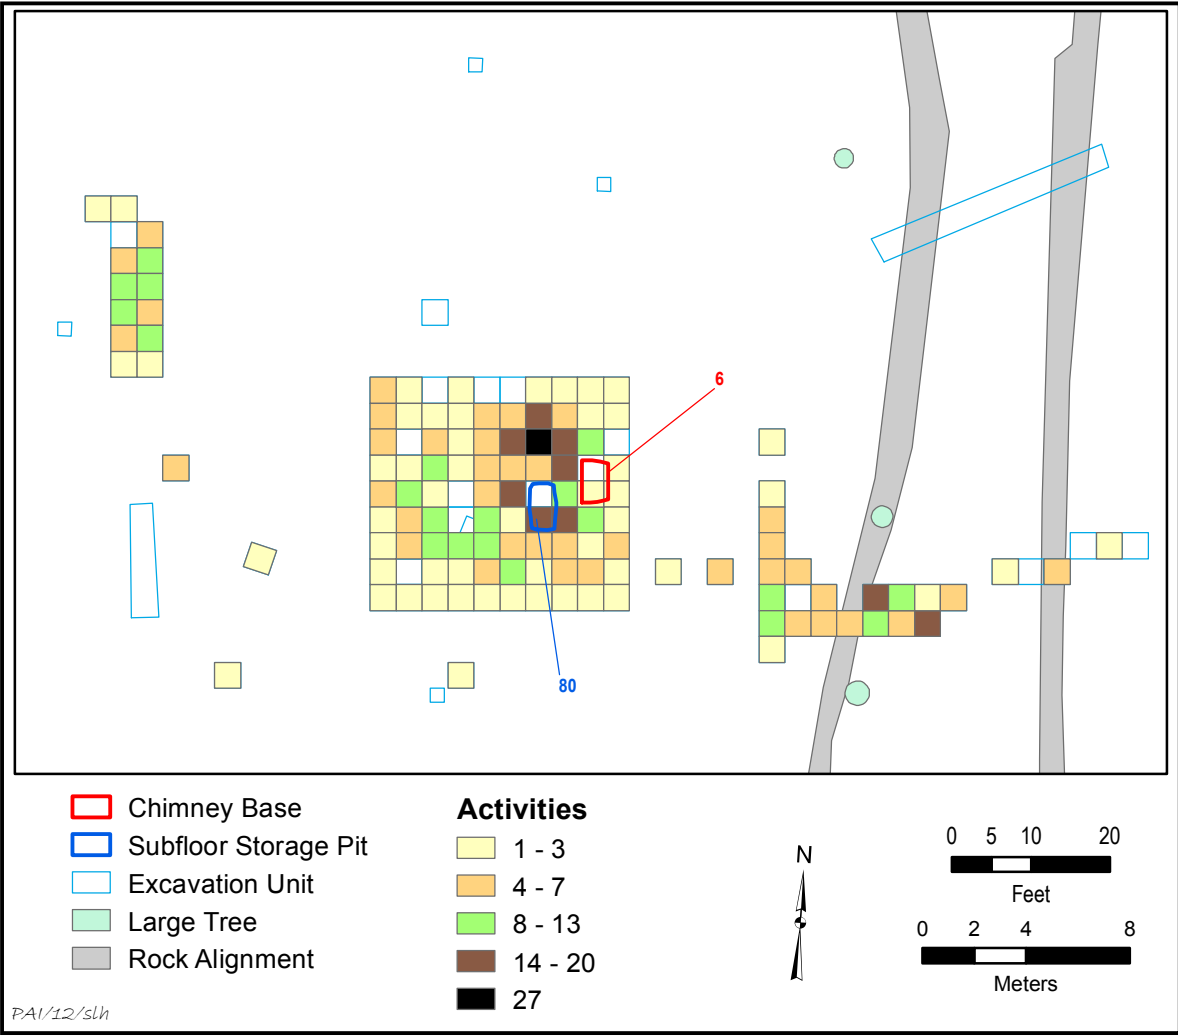 6
80
Chimney Base
Subfloor Storage Pit
Excavation Unit
Large Tree
Rock Alignment
Activities
1 - 3
4 - 7
8 - 13
14 - 20
27
N
0 5 10 20
Feet
0 2 4 8
Meters
PAI/12/slh